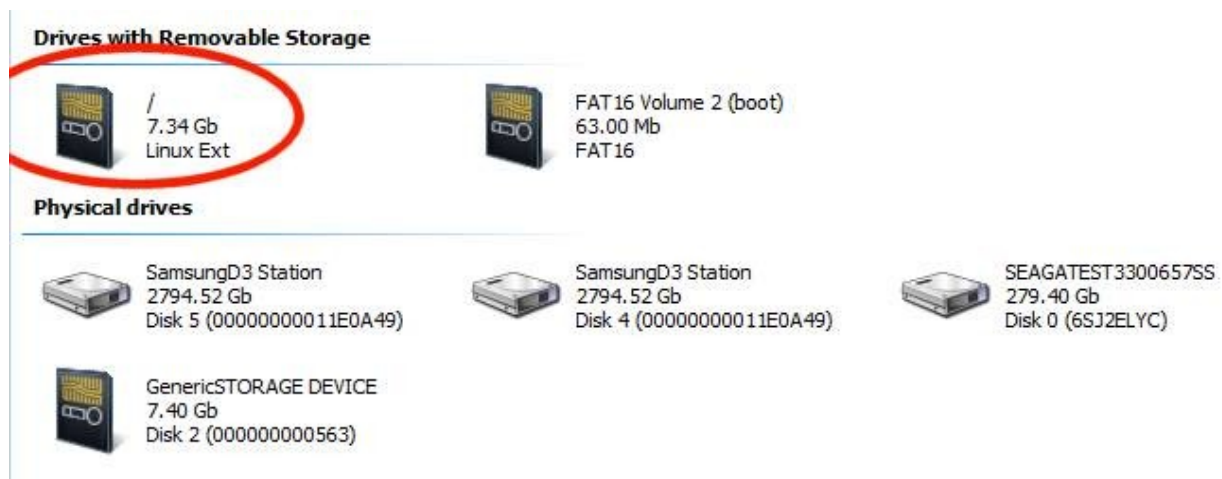 Drives with Removable Storage
/
7.34 Gb
Linux Ext
FAT16 Volume 2 (boot)
63.00 Mb
FAT16
Physical drives
SamsungD3 Station
2794.52 Gb
Disk 5 (00000000011E0A49)
SamsungD3 Station
2794.52 Gb
Disk 4 (00000000011E0A49)
SEAGATEST3300657SS
279.40 Gb
Disk 0 (6SJ2ELYC)
GenericSTORAGE DEVICE
7.40 Gb
Disk 2 (000000000563)